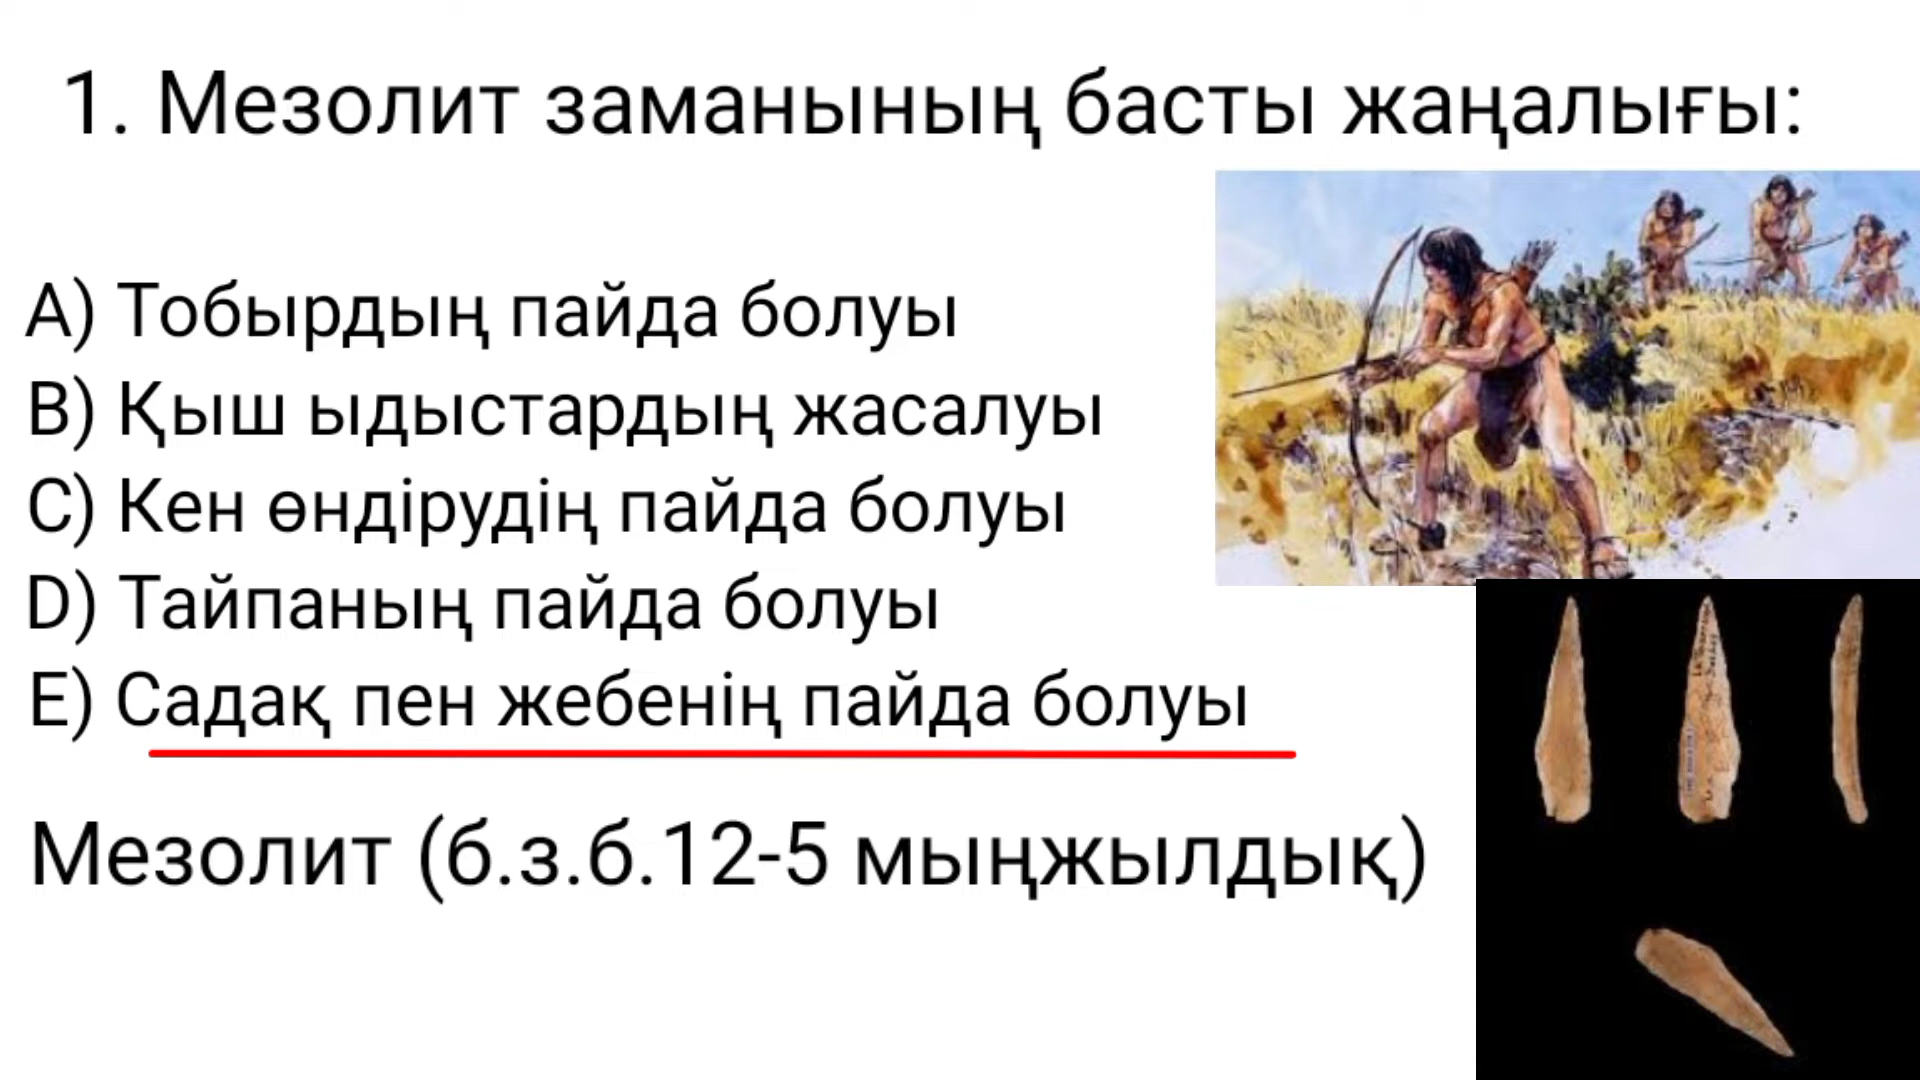 1. Мезолит заманының басты жаңалығы:
A) Тобырдың пайда болуы
B) Қыш ыдыстардың жасалуы
C) Кен өндірудің пайда болуы
D) Тайпаның пайда болуы
E) Садақ пен жебенің пайда болуы
Мезолит (б.з.б.12-5 мыңжылдық)